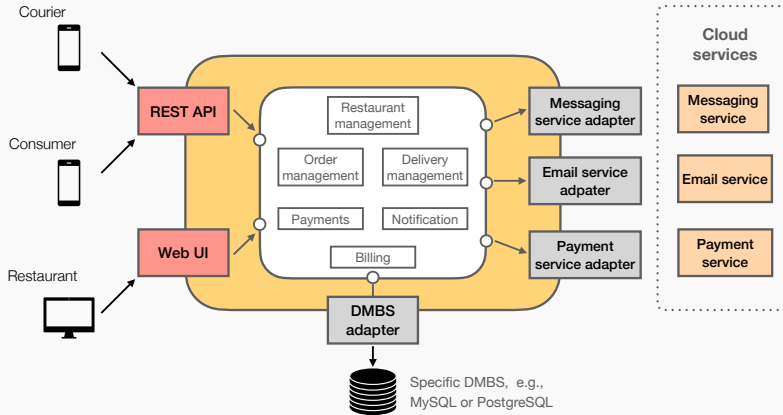 Courier
Consumer
Restaurant
REST API
Web UI
Restaurant
management
Order
management
Delivery
management
Payments
Notification
Billing
DMBS
adapter
Specific DMBS, e.g.,
MySQL or PostgreSQL
Messaging
service adapter
Email service
adpater
Payment
service adapter
Cloud
services
Messaging
service
Email service
Payment
service